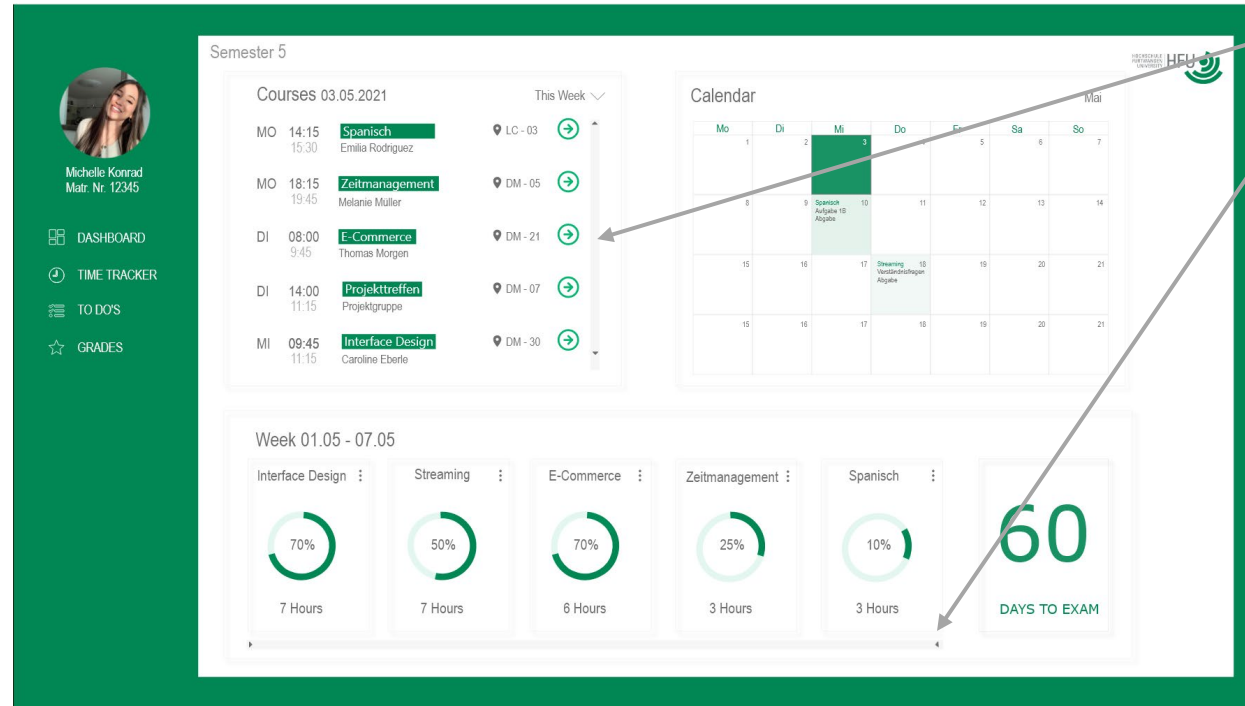 Semester 5
HOCHSCHULE
FURTWANGEN
UNIVERSITY
HFU
Michelle Konrad
Matr. Nr. 12345
DASHBOARD
TIME TRACKER
TO DO'S
GRADES
Courses 03.05.2021 This Week
MO 14:15 Spanisch LC - 03
15:30 Emilia Rodriguez
MO 18:15 Zeitmanagement DM - 05
19:45 Melanie Müller
DI 08:00 E-Commerce DM - 21
9:45 Thomas Morgen
DI 14:00 Projekttreffen DM - 07
11:15 Projektgruppe
MI 09:45 Interface Design DM - 30
11:15 Caroline Eberle
Calendar Mai
Mo Di Mi Do Fr Sa So
1 2 3 4 5 6 7
8 9 Spanisch 10 11 12 13 14
Aufgabe 1B
Abgabe
15 16 17 Streaming 18 19 20 21
Verständnisfragen
Abgabe
15 16 17 18 19 20 21
Week 01.05 - 07.05
Interface Design Streaming E-Commerce Zeitmanagement Spanisch
70% 50% 70% 25% 10% 60
7 Hours 7 Hours 6 Hours 3 Hours 3 Hours DAYS TO EXAM